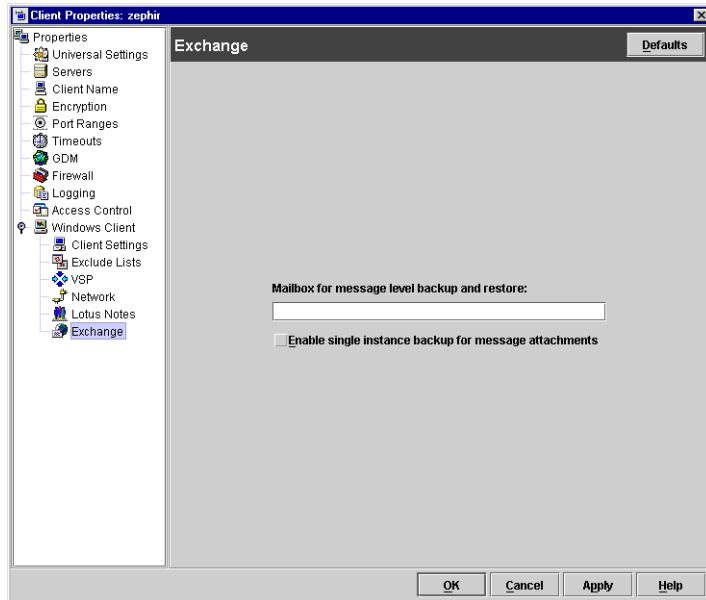 Client Properties: zephir
Properties
Universal Settings
Servers
Client Name
Encryption
Port Ranges
Timeouts
GDM
Firewall
Logging
Access Control
Windows Client
Client Settings
Exclude Lists
VSP
Network
Lotus Notes
Exchange
Exchange
Defaults
Mailbox for message level backup and restore:
Enable single instance backup for message attachments
OK
Cancel
Apply
Help